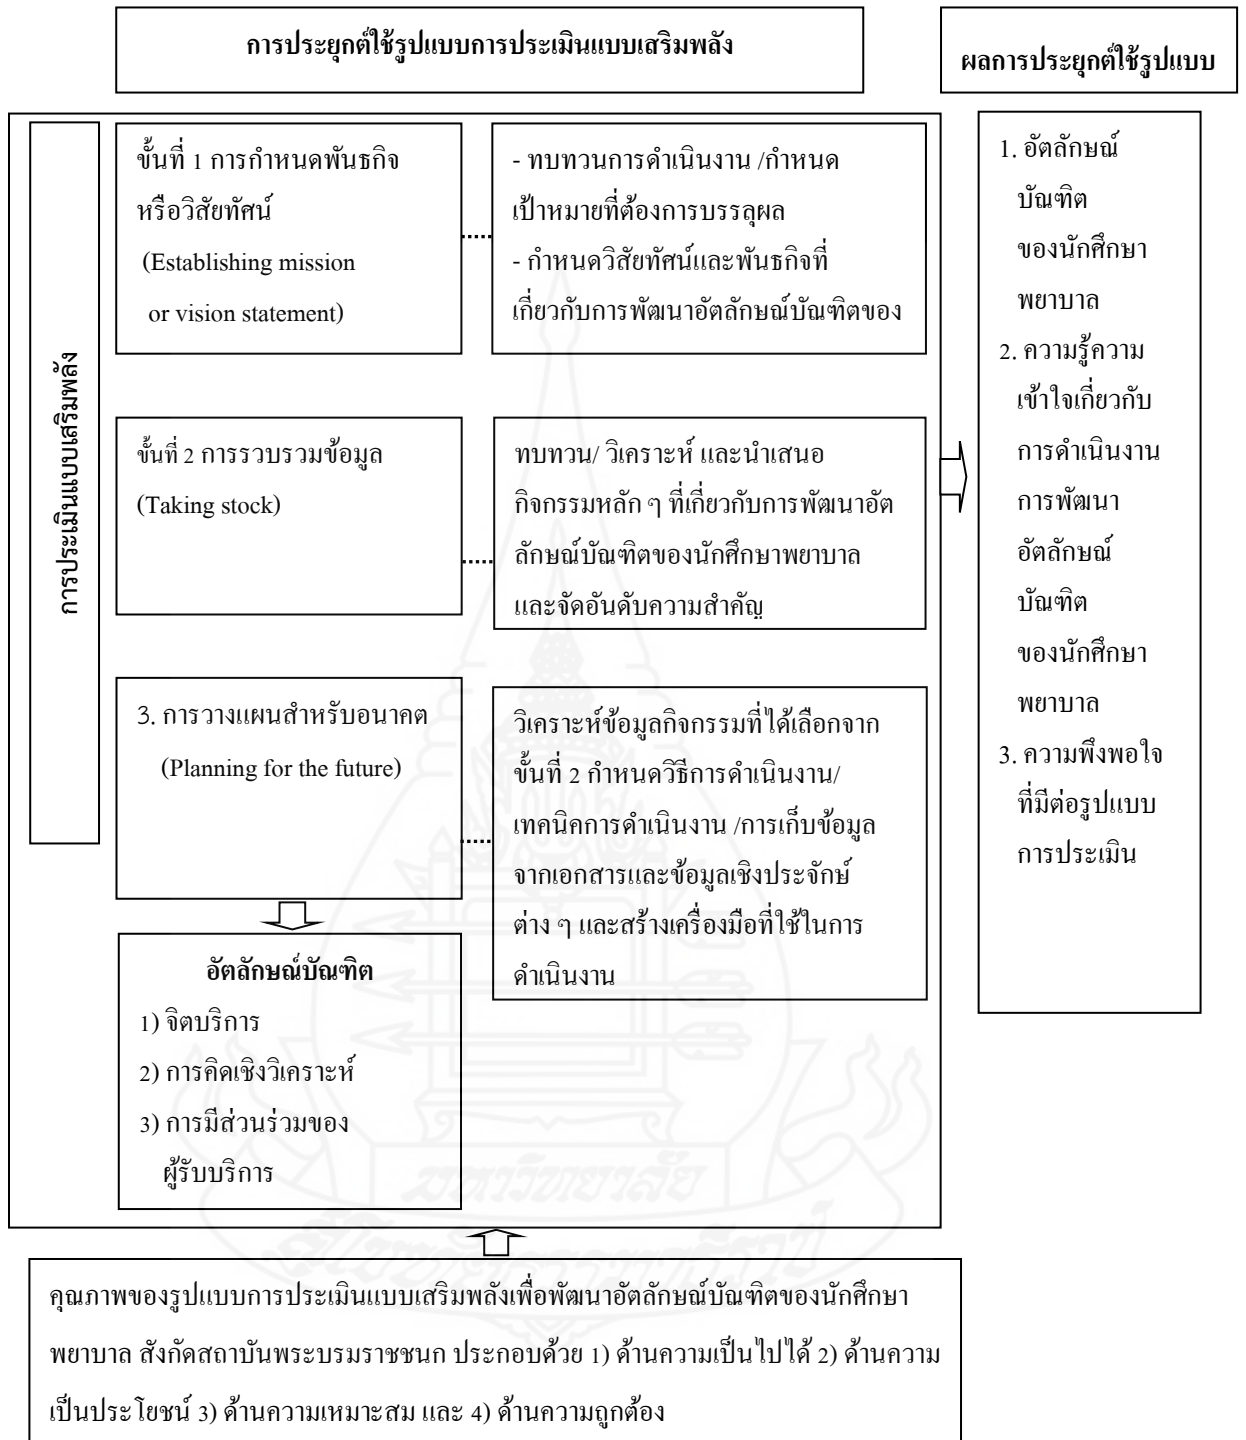 การประยุกต์ใช้รูปแบบการประเมินแบบเสริมพลัง
ผลการประยุกต์ใช้รูปแบบ
การประเมินแบบเสริมพลัง
ขั้นที่ 1 การกำหนดพันธกิจ
หรือวิสัยทัศน์
(Establishing mission
or vision statement)
- ทบทวนการดำเนินงาน /กำหนด
เป้าหมายที่ต้องการบรรลุผล
- กำหนดวิสัยทัศน์และพันธกิจที่
เกี่ยวกับการพัฒนาอัตลักษณ์บัณฑิตของ
ขั้นที่ 2 การรวบรวมข้อมูล
(Taking stock)
ทบทวน/ วิเคราะห์ และนำเสนอ
กิจกรรมหลัก ๆ ที่เกี่ยวกับการพัฒนาอัต
ลักษณ์บัณฑิตของนักศึกษาพยาบาล
และจัดอันดับความสำคัญ
3. การวางแผนสำหรับอนาคต
(Planning for the future)
วิเคราะห์ข้อมูลกิจกรรมที่ได้เลือกจาก
ขั้นที่ 2 กำหนดวิธีการดำเนินงาน/
เทคนิคการดำเนินงาน /การเก็บข้อมูล
จากเอกสารและข้อมูลเชิงประจักษ์
ต่าง ๆ และสร้างเครื่องมือที่ใช้ในการ
ดำเนินงาน
อัตลักษณ์บัณฑิต
1) จิตบริการ
2) การคิดเชิงวิเคราะห์
3) การมีส่วนร่วมของ
ผู้รับบริการ
1. อัตลักษณ์
บัณฑิต
ของนักศึกษา
พยาบาล
2. ความรู้ความ
เข้าใจเกี่ยวกับ
การดำเนินงาน
การพัฒนา
อัตลักษณ์
บัณฑิต
ของนักศึกษา
พยาบาล
3. ความพึงพอใจ
ที่มีต่อรูปแบบ
การประเมิน
มหาวิทยาลัย
สุโขทัยธรรมาธิราช
คุณภาพของรูปแบบการประเมินแบบเสริมพลังเพื่อพัฒนาอัตลักษณ์บัณฑิตของนักศึกษา
พยาบาล สังกัดสถาบันพระบรมราชชนก ประกอบด้วย 1) ด้านความเป็นไปได้ 2) ด้านความ
เป็นประโยชน์ 3) ด้านความเหมาะสม และ 4) ด้านความถูกต้อง